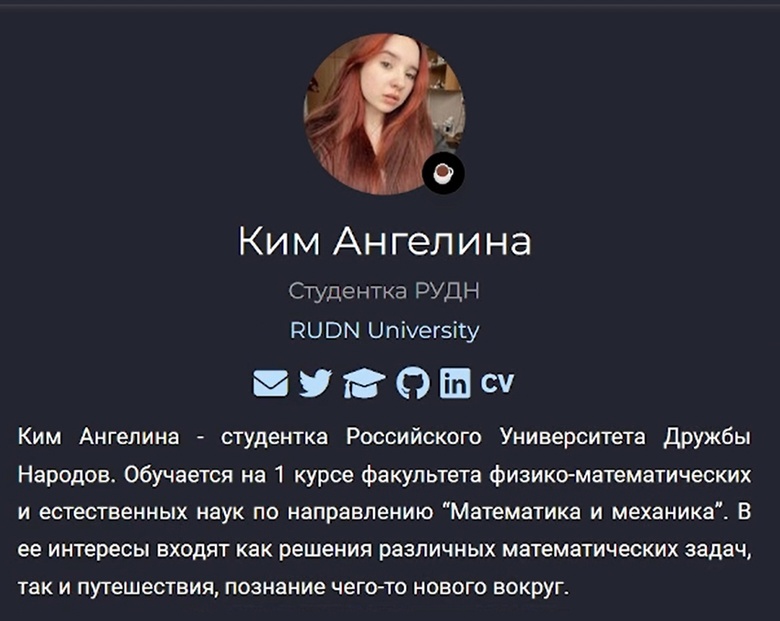 Ким Ангелина
Студентка РУДН
RUDN University
CV
Ким Ангелина - студентка Российского Университета Дружбы
Народов. Обучается на 1 курсе факультета физико-математических
и естественных наук по направлению “Математика и механика”. В
ее интересы входят как решения различных математических задач,
так и путешествия, познание чего-то нового вокруг.